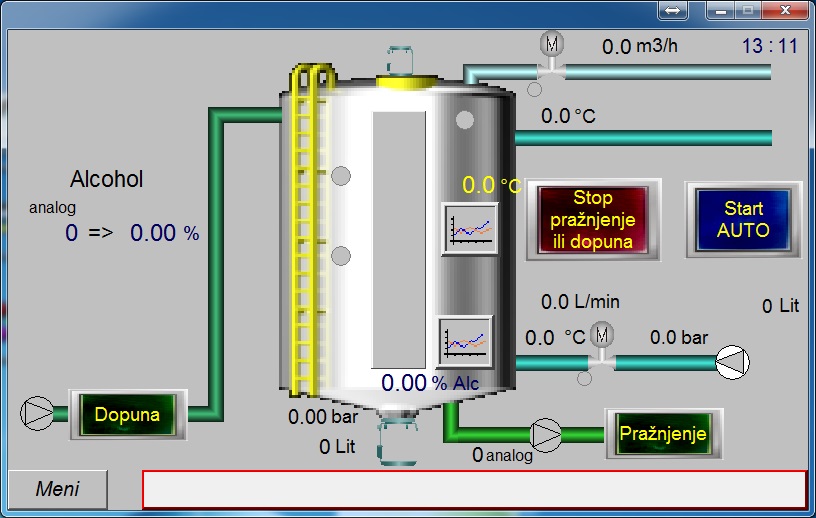 M
0.0 m3/h
13 : 11
0.0 °C
Alcohol
analog
0 => 0.00 %
0.0 °C
Stop
pražnjenje
ili dopuna
Start
AUTO
0.0 L/min
0 Lit
0.0 °C
M
0.0 bar
0.00 % Alc
Dopuna
0.00 bar
0 Lit
0 analog
Pražnjenje
Meni